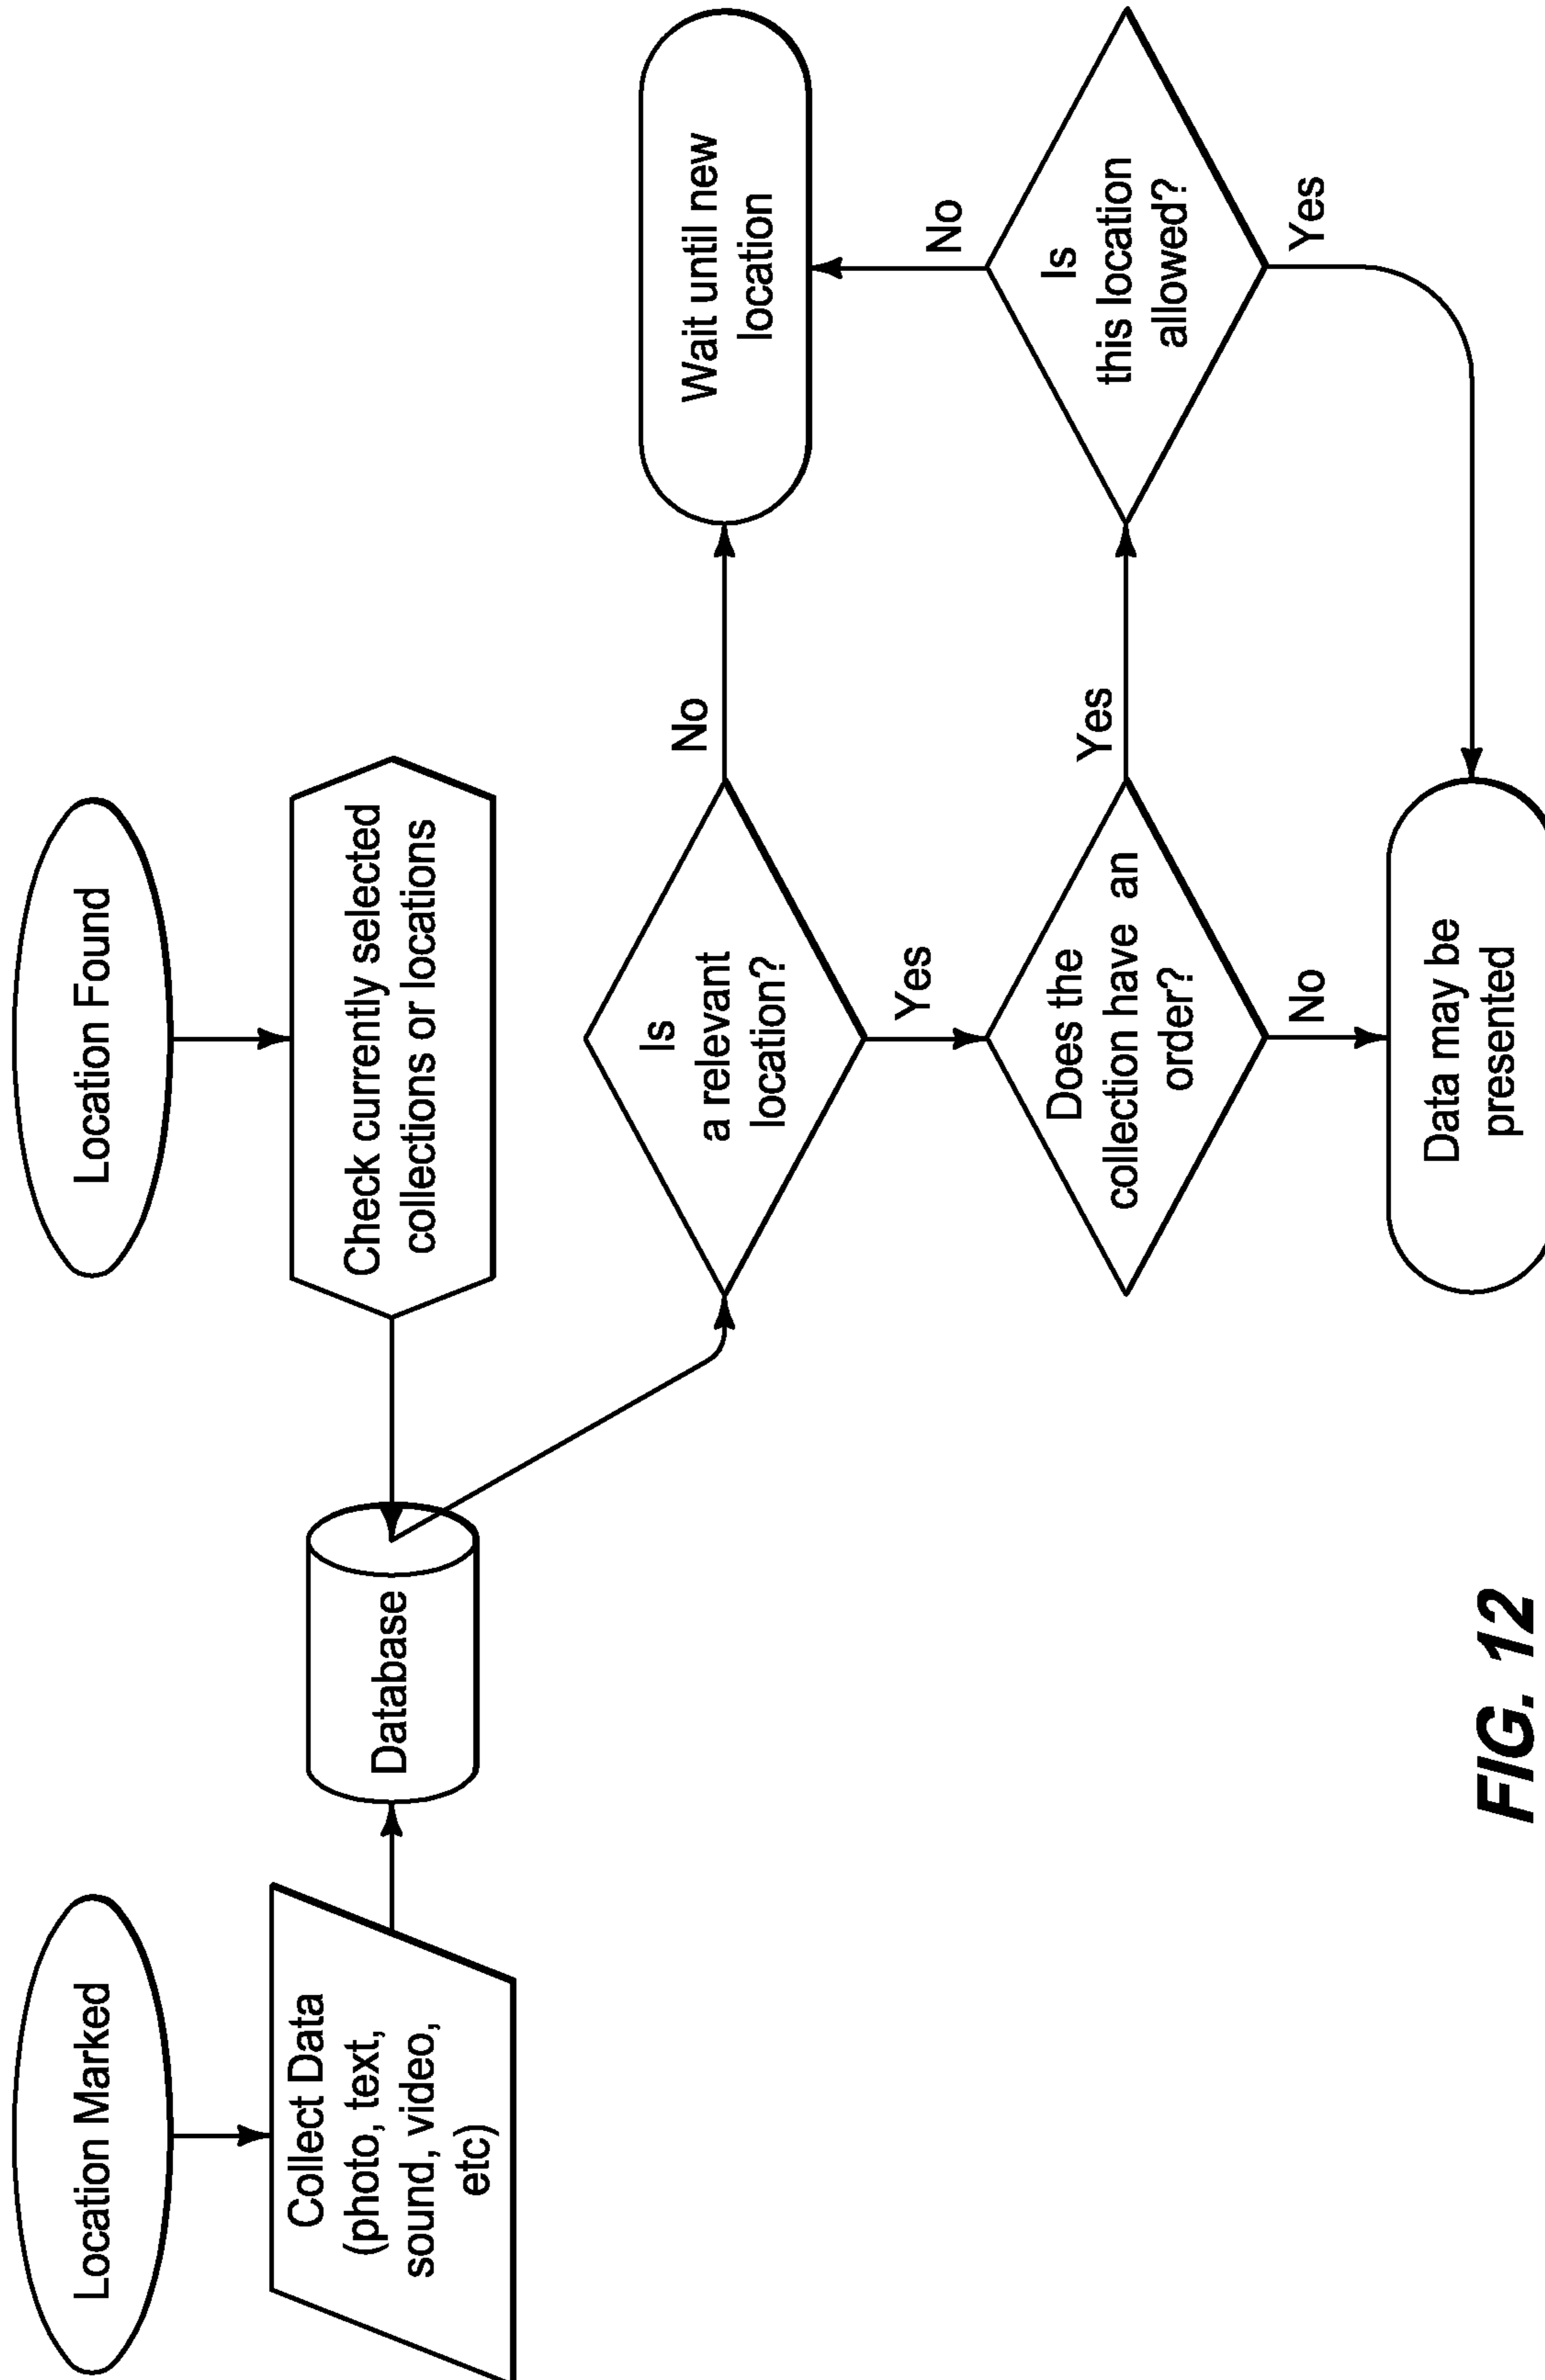 Location Marked
Collect Data
(photo, text,
sound, video,
etc)
Database
Location Found
Check currently selected
collections or locations
Is
a relevant
location?
No
Yes
Wait until new
location
Does the
collection have an
order?
Yes
No
Is
this location
allowed?
No
Yes
Data may be
presented
FIG. 12